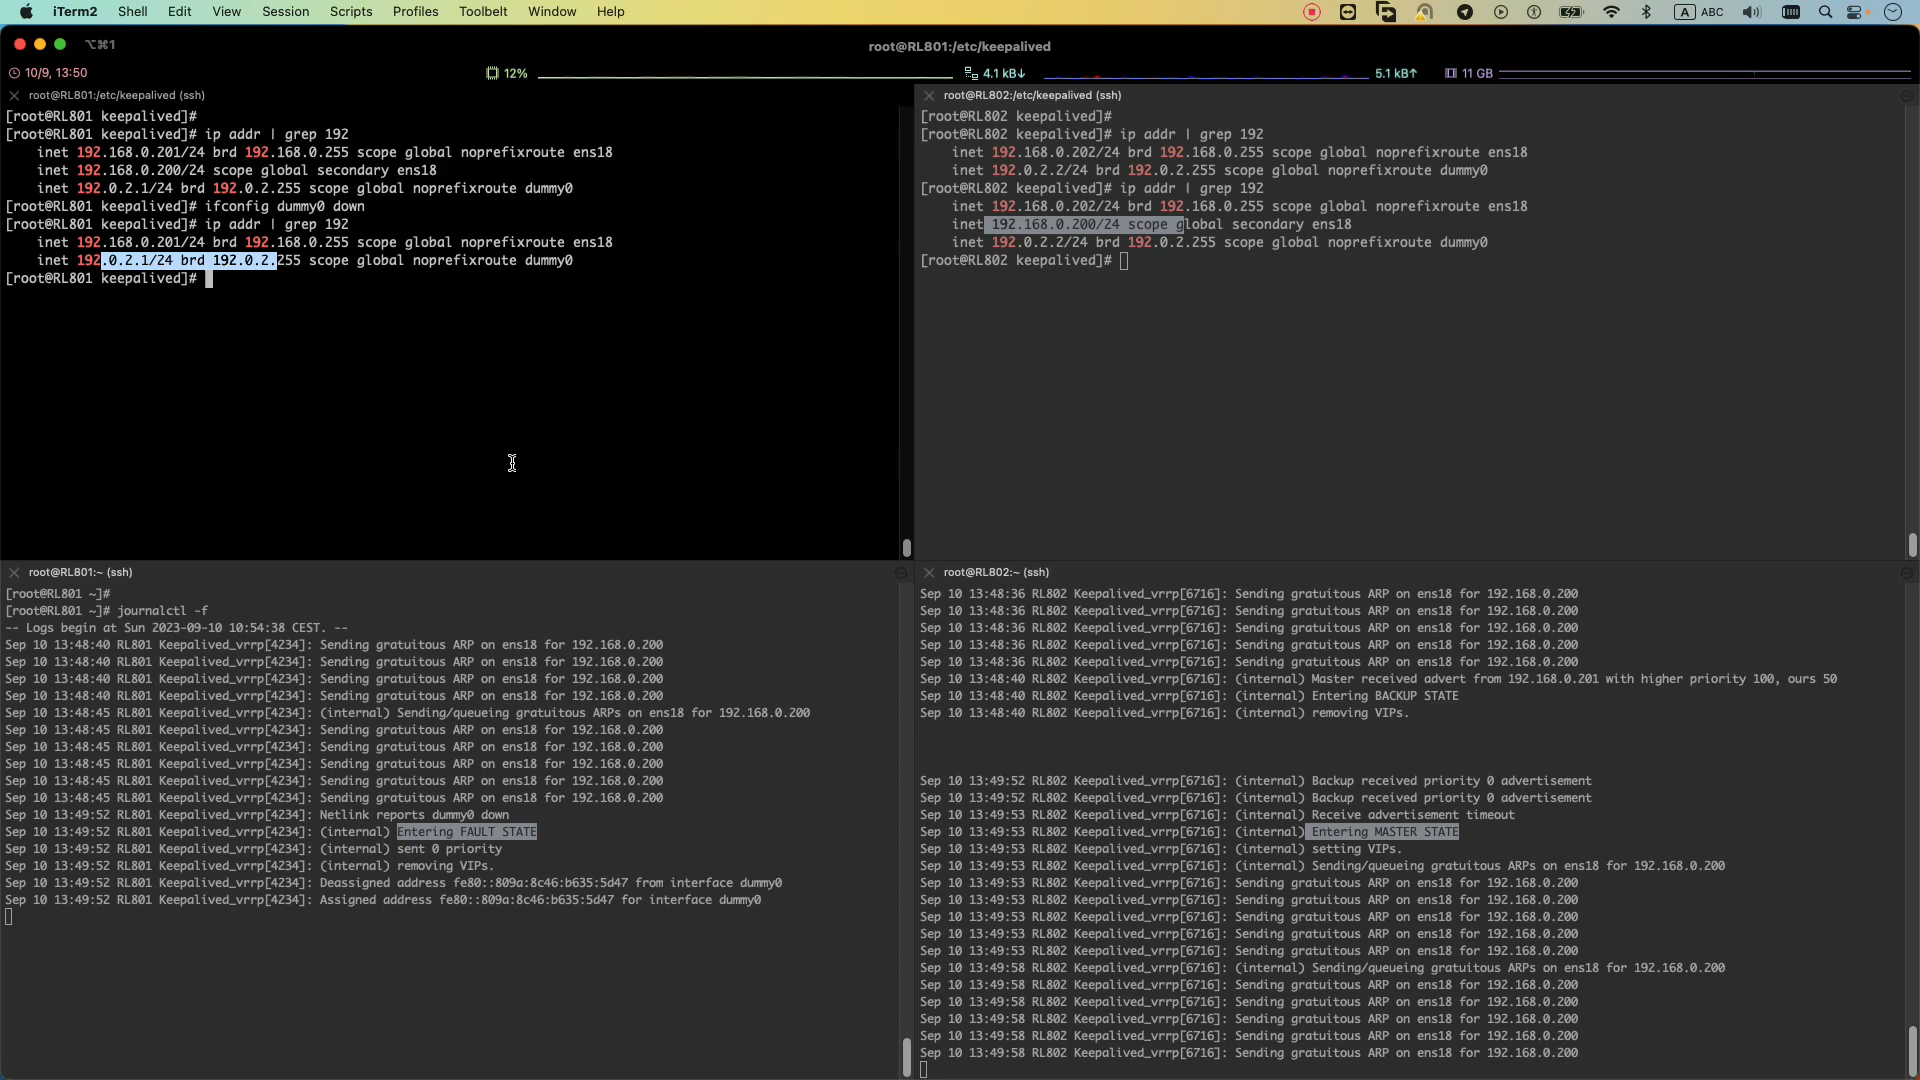 iTerm2 Shell Edit View Session Scripts Profiles Toolbelt Window Help A ABC
⌥⌘1 root@RL801:/etc/keepalived
10/9, 13:50 12% 4.1 kB↓ 5.1 kB↑ 11 GB
root@RL801:/etc/keepalived (ssh)
[root@RL801 keepalived]#
[root@RL801 keepalived]# ip addr | grep 192
inet 192.168.0.201/24 brd 192.168.0.255 scope global noprefixroute ens18
inet 192.168.0.200/24 scope global secondary ens18
inet 192.0.2.1/24 brd 192.0.2.255 scope global noprefixroute dummy0
[root@RL801 keepalived]# ifconfig dummy0 down
[root@RL801 keepalived]# ip addr | grep 192
inet 192.168.0.201/24 brd 192.168.0.255 scope global noprefixroute ens18
inet 192.0.2.1/24 brd 192.0.2.255 scope global noprefixroute dummy0
[root@RL801 keepalived]#
root@RL802:/etc/keepalived (ssh)
[root@RL802 keepalived]#
[root@RL802 keepalived]# ip addr | grep 192
inet 192.168.0.202/24 brd 192.168.0.255 scope global noprefixroute ens18
inet 192.0.2.2/24 brd 192.0.2.255 scope global noprefixroute dummy0
[root@RL802 keepalived]# ip addr | grep 192
inet 192.168.0.202/24 brd 192.168.0.255 scope global noprefixroute ens18
inet 192.168.0.200/24 scope global secondary ens18
inet 192.0.2.2/24 brd 192.0.2.255 scope global noprefixroute dummy0
[root@RL802 keepalived]#
root@RL801:~ (ssh)
[root@RL801 ~]#
[root@RL801 ~]# journalctl -f
-- Logs begin at Sun 2023-09-10 10:54:38 CEST. --
Sep 10 13:48:40 RL801 Keepalived_vrrp[4234]: Sending gratuitous ARP on ens18 for 192.168.0.200
Sep 10 13:48:40 RL801 Keepalived_vrrp[4234]: Sending gratuitous ARP on ens18 for 192.168.0.200
Sep 10 13:48:40 RL801 Keepalived_vrrp[4234]: Sending gratuitous ARP on ens18 for 192.168.0.200
Sep 10 13:48:40 RL801 Keepalived_vrrp[4234]: Sending gratuitous ARP on ens18 for 192.168.0.200
Sep 10 13:48:45 RL801 Keepalived_vrrp[4234]: (internal) Sending/queueing gratuitous ARPs on ens18 for 192.168.0.200
Sep 10 13:48:45 RL801 Keepalived_vrrp[4234]: Sending gratuitous ARP on ens18 for 192.168.0.200
Sep 10 13:48:45 RL801 Keepalived_vrrp[4234]: Sending gratuitous ARP on ens18 for 192.168.0.200
Sep 10 13:48:45 RL801 Keepalived_vrrp[4234]: Sending gratuitous ARP on ens18 for 192.168.0.200
Sep 10 13:48:45 RL801 Keepalived_vrrp[4234]: Sending gratuitous ARP on ens18 for 192.168.0.200
Sep 10 13:48:45 RL801 Keepalived_vrrp[4234]: Sending gratuitous ARP on ens18 for 192.168.0.200
Sep 10 13:49:52 RL801 Keepalived_vrrp[4234]: Netlink reports dummy0 down
Sep 10 13:49:52 RL801 Keepalived_vrrp[4234]: (internal) Entering FAULT STATE
Sep 10 13:49:52 RL801 Keepalived_vrrp[4234]: (internal) sent 0 priority
Sep 10 13:49:52 RL801 Keepalived_vrrp[4234]: (internal) removing VIPs.
Sep 10 13:49:52 RL801 Keepalived_vrrp[4234]: Deassigned address fe80::809a:8c46:b635:5d47 from interface dummy0
Sep 10 13:49:52 RL801 Keepalived_vrrp[4234]: Assigned address fe80::809a:8c46:b635:5d47 for interface dummy0
root@RL802:~ (ssh)
Sep 10 13:48:36 RL802 Keepalived_vrrp[6716]: Sending gratuitous ARP on ens18 for 192.168.0.200
Sep 10 13:48:36 RL802 Keepalived_vrrp[6716]: Sending gratuitous ARP on ens18 for 192.168.0.200
Sep 10 13:48:36 RL802 Keepalived_vrrp[6716]: Sending gratuitous ARP on ens18 for 192.168.0.200
Sep 10 13:48:36 RL802 Keepalived_vrrp[6716]: Sending gratuitous ARP on ens18 for 192.168.0.200
Sep 10 13:48:36 RL802 Keepalived_vrrp[6716]: Sending gratuitous ARP on ens18 for 192.168.0.200
Sep 10 13:48:40 RL802 Keepalived_vrrp[6716]: (internal) Master received advert from 192.168.0.201 with higher priority 100, ours 50
Sep 10 13:48:40 RL802 Keepalived_vrrp[6716]: (internal) Entering BACKUP STATE
Sep 10 13:48:40 RL802 Keepalived_vrrp[6716]: (internal) removing VIPs.
Sep 10 13:49:52 RL802 Keepalived_vrrp[6716]: (internal) Backup received priority 0 advertisement
Sep 10 13:49:52 RL802 Keepalived_vrrp[6716]: (internal) Backup received priority 0 advertisement
Sep 10 13:49:53 RL802 Keepalived_vrrp[6716]: (internal) Receive advertisement timeout
Sep 10 13:49:53 RL802 Keepalived_vrrp[6716]: (internal) Entering MASTER STATE
Sep 10 13:49:53 RL802 Keepalived_vrrp[6716]: (internal) setting VIPs.
Sep 10 13:49:53 RL802 Keepalived_vrrp[6716]: (internal) Sending/queueing gratuitous ARPs on ens18 for 192.168.0.200
Sep 10 13:49:53 RL802 Keepalived_vrrp[6716]: Sending gratuitous ARP on ens18 for 192.168.0.200
Sep 10 13:49:53 RL802 Keepalived_vrrp[6716]: Sending gratuitous ARP on ens18 for 192.168.0.200
Sep 10 13:49:53 RL802 Keepalived_vrrp[6716]: Sending gratuitous ARP on ens18 for 192.168.0.200
Sep 10 13:49:53 RL802 Keepalived_vrrp[6716]: Sending gratuitous ARP on ens18 for 192.168.0.200
Sep 10 13:49:53 RL802 Keepalived_vrrp[6716]: Sending gratuitous ARP on ens18 for 192.168.0.200
Sep 10 13:49:58 RL802 Keepalived_vrrp[6716]: (internal) Sending/queueing gratuitous ARPs on ens18 for 192.168.0.200
Sep 10 13:49:58 RL802 Keepalived_vrrp[6716]: Sending gratuitous ARP on ens18 for 192.168.0.200
Sep 10 13:49:58 RL802 Keepalived_vrrp[6716]: Sending gratuitous ARP on ens18 for 192.168.0.200
Sep 10 13:49:58 RL802 Keepalived_vrrp[6716]: Sending gratuitous ARP on ens18 for 192.168.0.200
Sep 10 13:49:58 RL802 Keepalived_vrrp[6716]: Sending gratuitous ARP on ens18 for 192.168.0.200
Sep 10 13:49:58 RL802 Keepalived_vrrp[6716]: Sending gratuitous ARP on ens18 for 192.168.0.200